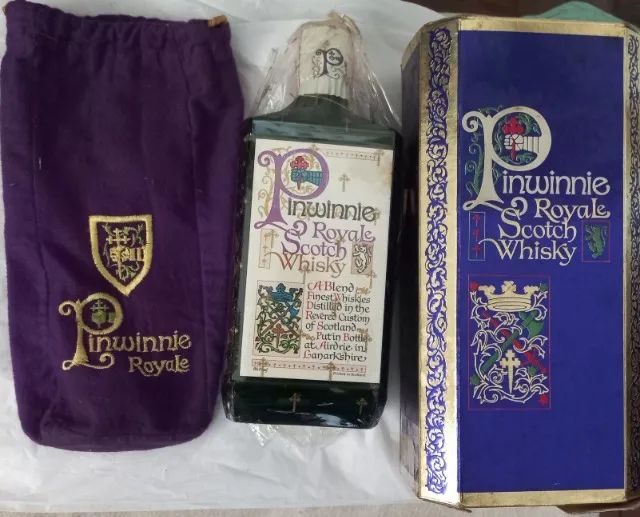 Pinwinnie
Royale
P
Pinwinnie
Royale
Scotch
Whisky
A Blend
Finest Whiskies
Distilled in the
Revered Custom
of Scotland
Put in Bottle
at Airdrie in
Lanarkshire
Pinwinnie
Royale
Scotch
Whisky